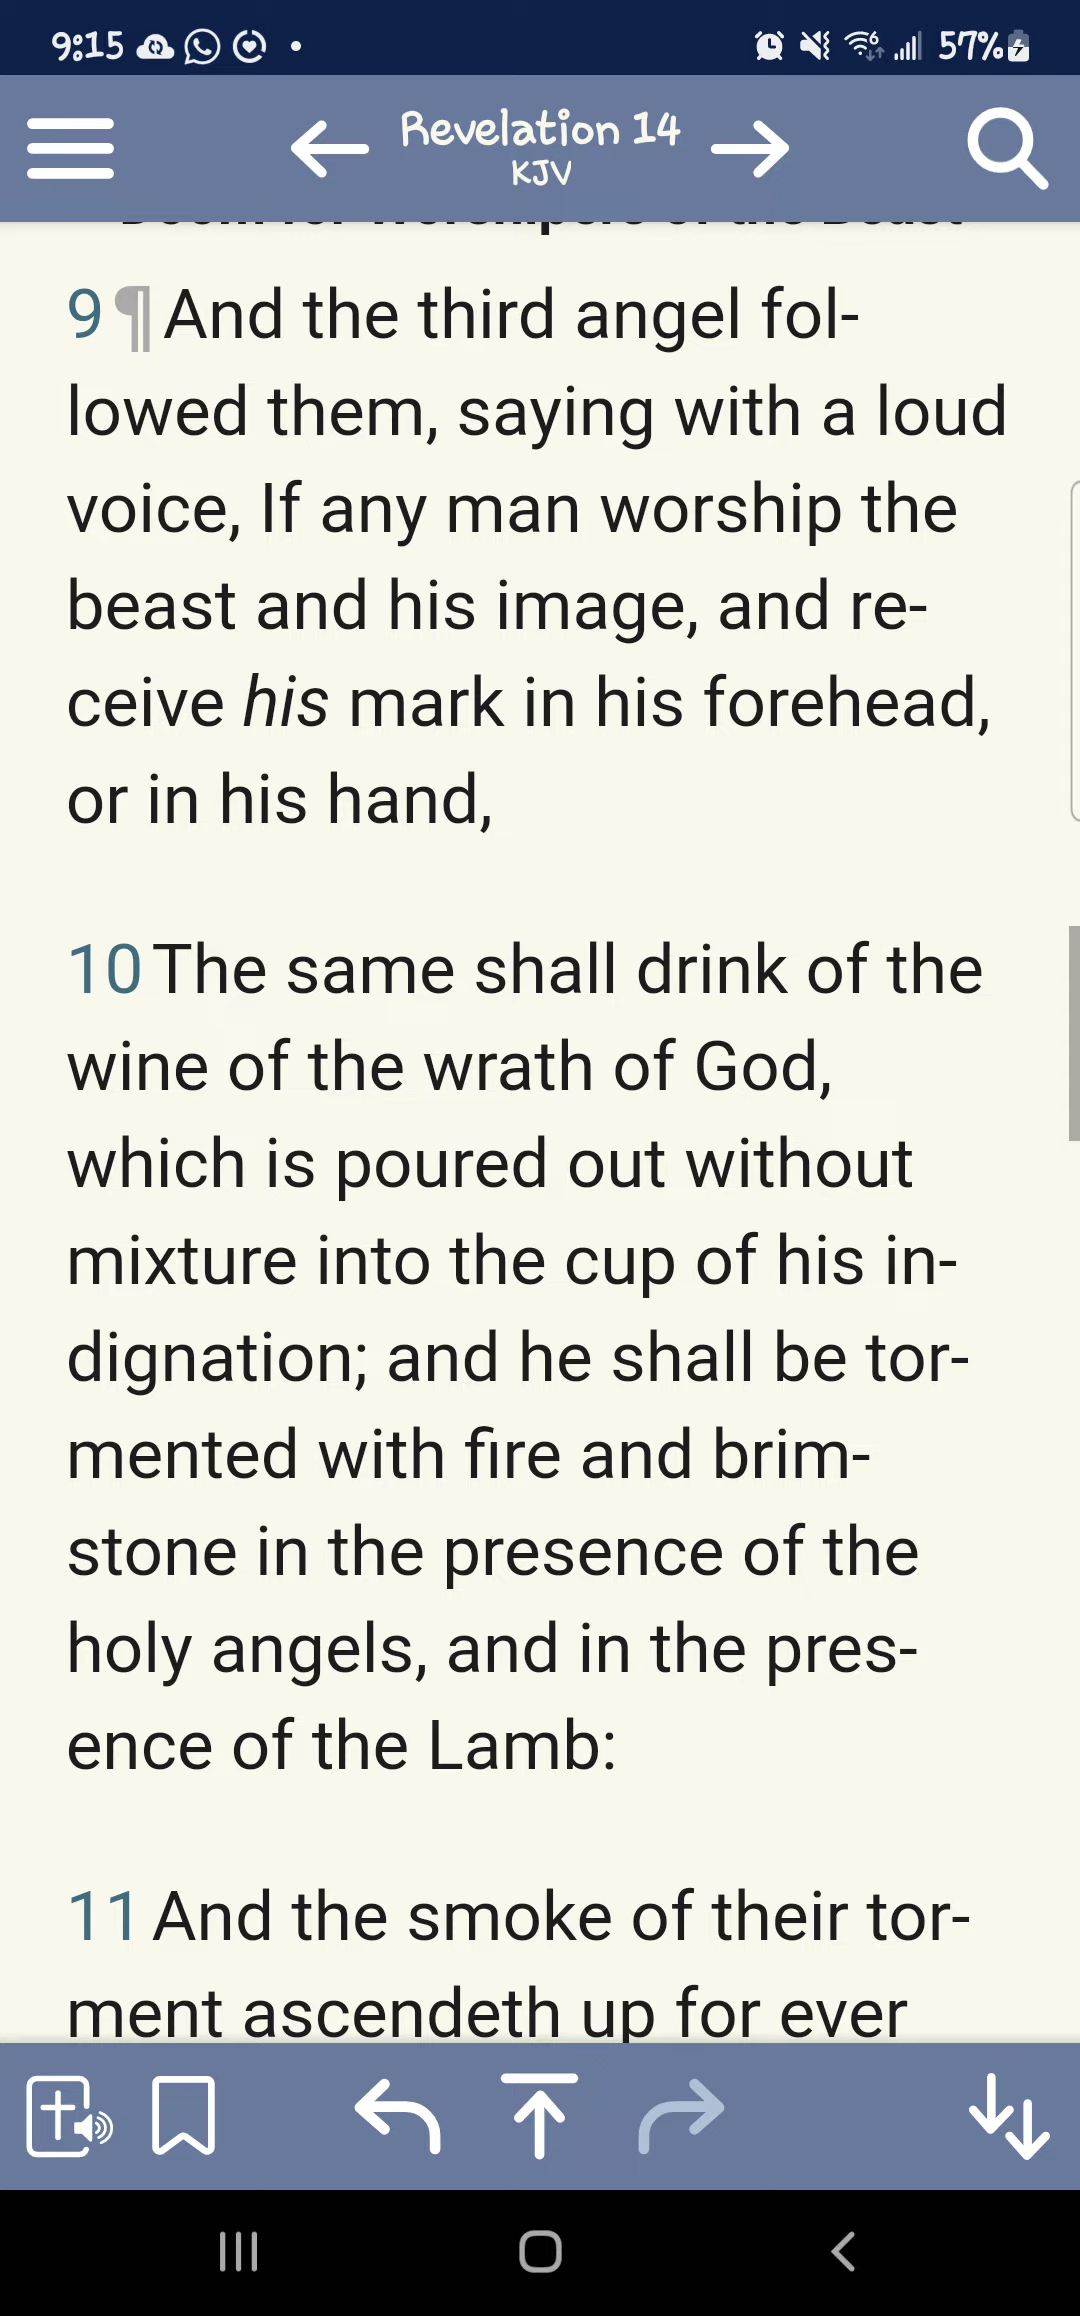 9:15
57%
Revelation 14
KJV
9 ¶ And the third angel fol-
lowed them, saying with a loud
voice, If any man worship the
beast and his image, and re-
ceive his mark in his forehead,
or in his hand,
10 The same shall drink of the
wine of the wrath of God,
which is poured out without
mixture into the cup of his in-
dignation; and he shall be tor-
mented with fire and brim-
stone in the presence of the
holy angels, and in the pres-
ence of the Lamb:
11 And the smoke of their tor-
ment ascendeth up for ever